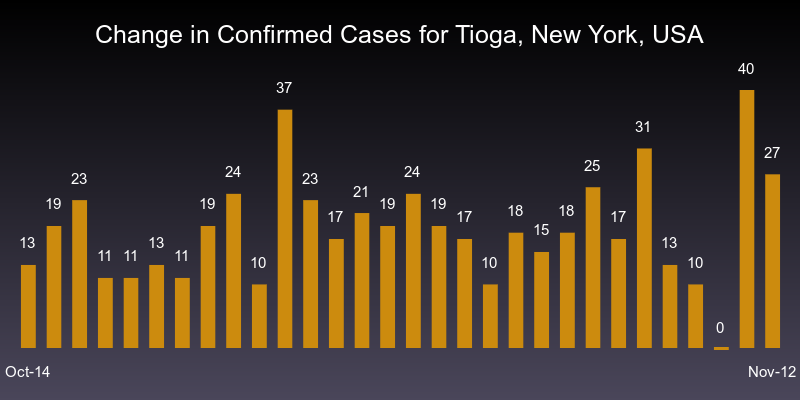 Change in Confirmed Cases for Tioga, New York, USA
13 19 23 11 11 13 11 19 24 10 37 23 17 21 19 24 19 17 10 18 15 18 25 17 31 13 10 0 40 27
Oct-14 Nov-12